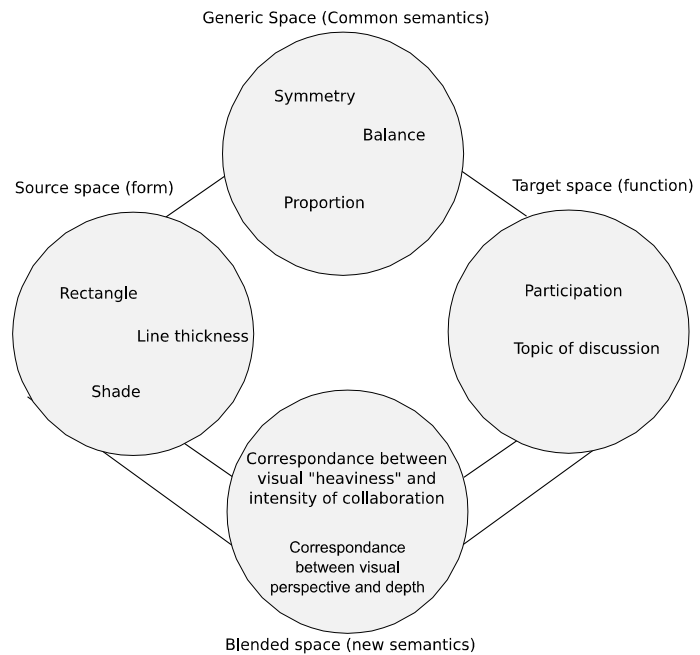 Generic Space (Common semantics)
Symmetry
Balance
Proportion
Source space (form)
Rectangle
Line thickness
Shade
Target space (function)
Participation
Topic of discussion
Correspondance between
visual "heaviness" and
intensity of collaboration
Correspondance
between visual
perspective and depth
Blended space (new semantics)